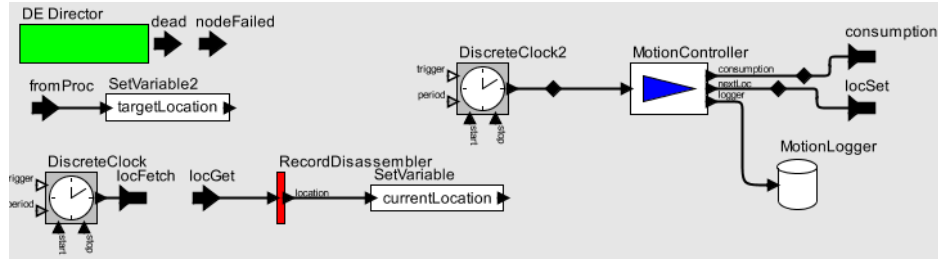 DE Director
dead nodeFailed
consumption
DiscreteClock2 MotionController
trigger
consumption
fromProc SetVariable2
nextLoc
locSet
period
logger
targetLocation
start stop
MotionLogger
DiscreteClock locFetch locGet RecordDisassembler
SetVariable
trigger
location
currentLocation
period
start stop